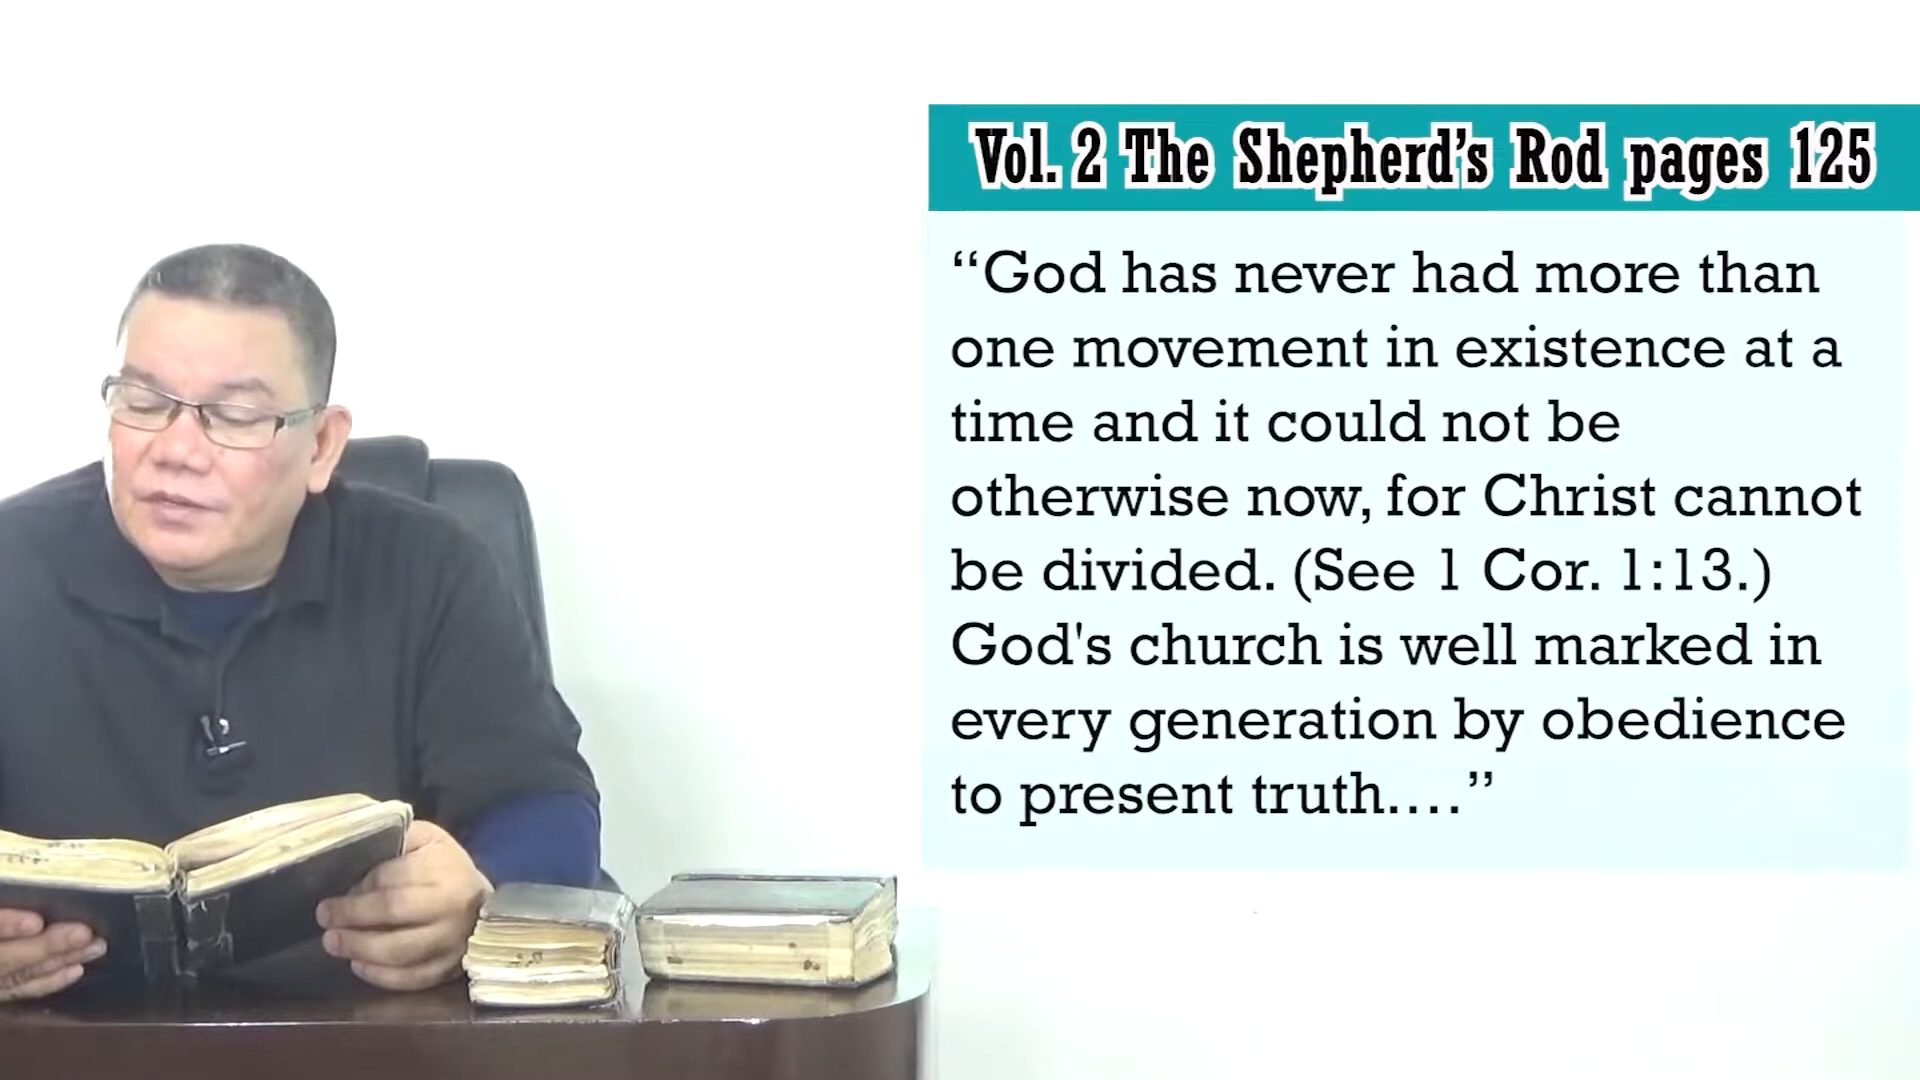 Vol. 2 The Shepherd’s Rod pages 125
“God has never had more than
one movement in existence at a
time and it could not be
otherwise now, for Christ cannot
be divided. (See 1 Cor. 1:13.)
God's church is well marked in
every generation by obedience
to present truth....”